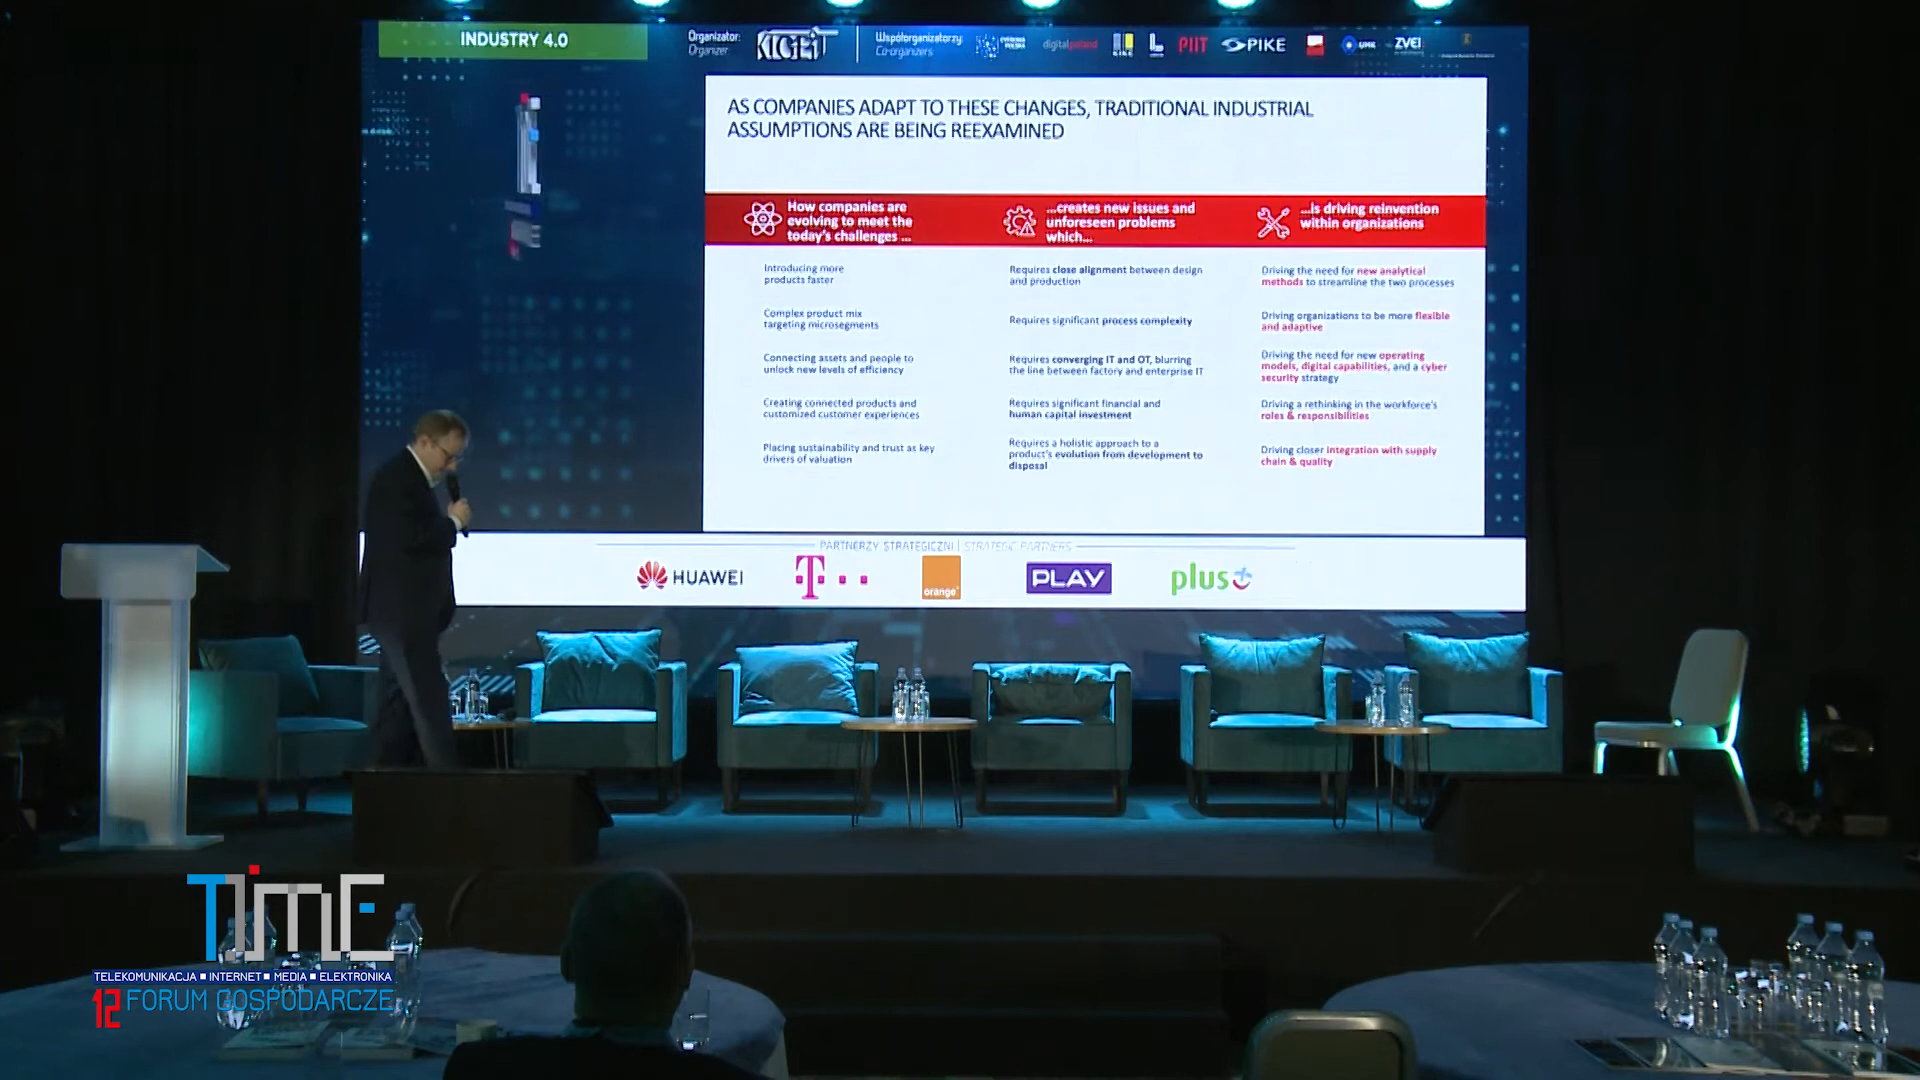 INDUSTRY 4.0
Organizator:
Organizer:
KIGEiT
Współorganizatorzy:
Co-organizers
CYFROWA
POLSKA
digitalpoland
KIKE
PIIT
PIKE
UKE
ZVEI
AS COMPANIES ADAPT TO THESE CHANGES, TRADITIONAL INDUSTRIAL
ASSUMPTIONS ARE BEING REEXAMINED
How companies are
evolving to meet the
today's challenges ...
...creates new issues and
unforeseen problems
which...
...is driving reinvention
within organizations
Introducing more
products faster
Requires close alignment between design
and production
Driving the need for new analytical
methods to streamline the two processes
Complex product mix
targeting microsegments
Requires significant process complexity
Driving organizations to be more flexible
and adaptive
Connecting assets and people to
unlock new levels of efficiency
Requires converging IT and OT, blurring
the line between factory and enterprise IT
Driving the need for new operating
models, digital capabilities, and a cyber
security strategy
Creating connected products and
customized customer experiences
Requires significant financial and
human capital investment
Driving a rethinking in the workforce's
roles & responsibilities
Placing sustainability and trust as key
drivers of valuation
Requires a holistic approach to a
product's evolution from development to
disposal
Driving closer integration with supply
chain & quality
PARTNERZY STRATEGICZNI | STRATEGIC PARTNERS
HUAWEI
T
orange
PLAY
plus
TIME
TELEKOMUNIKACJA ■ INTERNET ■ MEDIA ■ ELEKTRONIKA
12 FORUM GOSPODARCZE